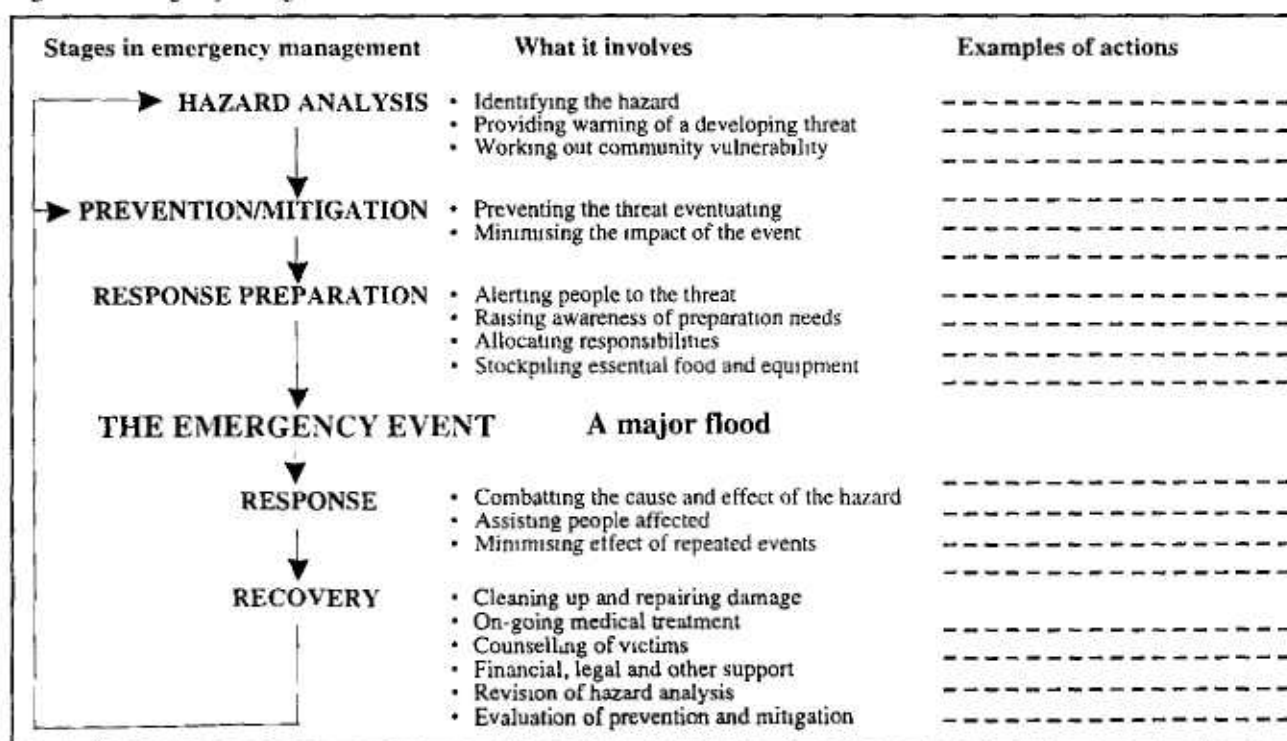 Stages in emergency management What it involves Examples of actions
HAZARD ANALYSIS • Identifying the hazard
• Providing warning of a developing threat
• Working out community vulnerability
PREVENTION/MITIGATION • Preventing the threat eventuating
• Minimising the impact of the event
RESPONSE PREPARATION • Alerting people to the threat
• Raising awareness of preparation needs
• Allocating responsibilities
• Stockpiling essential food and equipment
THE EMERGENCY EVENT A major flood
RESPONSE • Combatting the cause and effect of the hazard
• Assisting people affected
• Minimising effect of repeated events
RECOVERY • Cleaning up and repairing damage
• On-going medical treatment
• Counselling of victims
• Financial, legal and other support
• Revision of hazard analysis
• Evaluation of prevention and mitigation